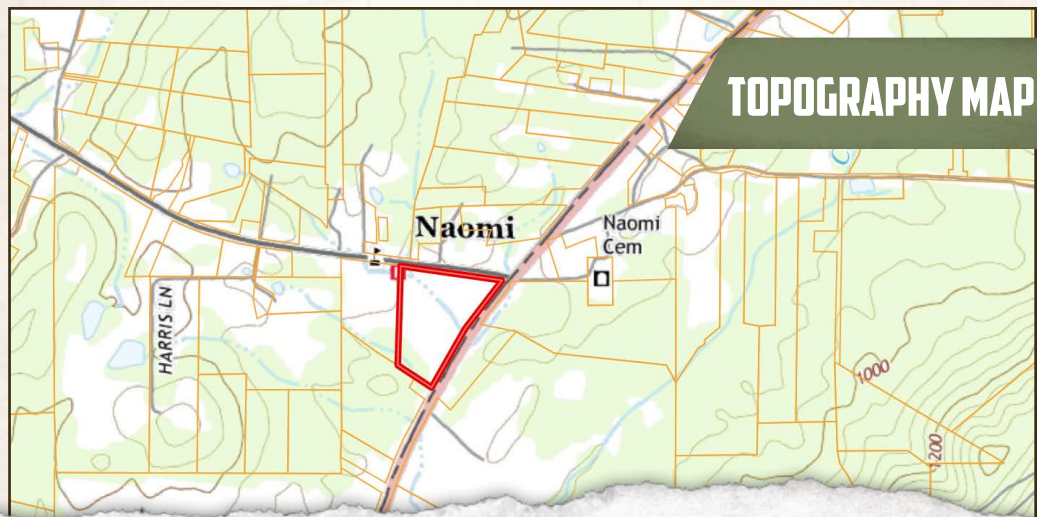 TOPOGRAPHY MAP
Naomi
Naomi
Cem
HARRIS LN
1000
1200